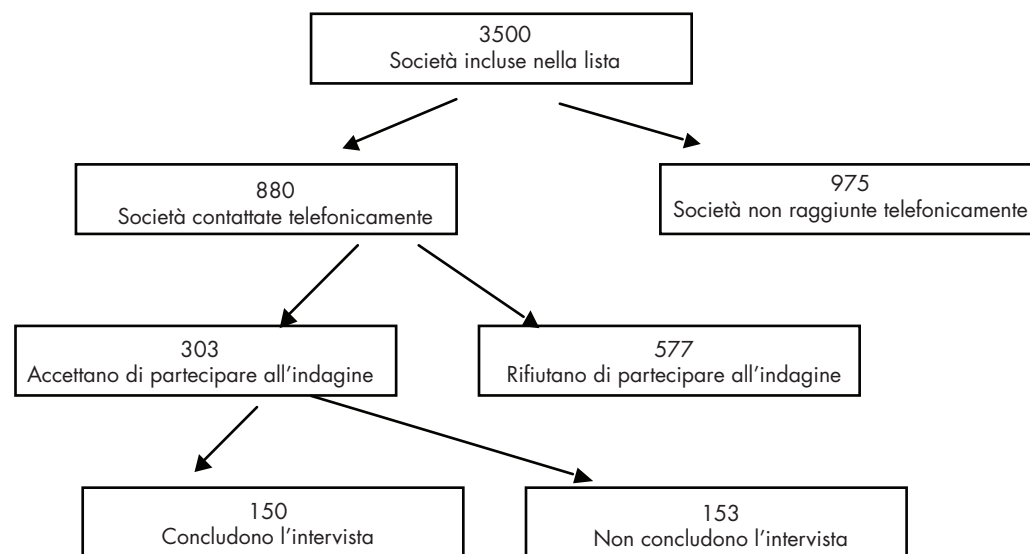 3500
Società incluse nella lista
880
Società contattate telefonicamente
975
Società non raggiunte telefonicamente
303
Accettano di partecipare all’indagine
577
Rifiutano di partecipare all’indagine
150
Concludono l’intervista
153
Non concludono l’intervista